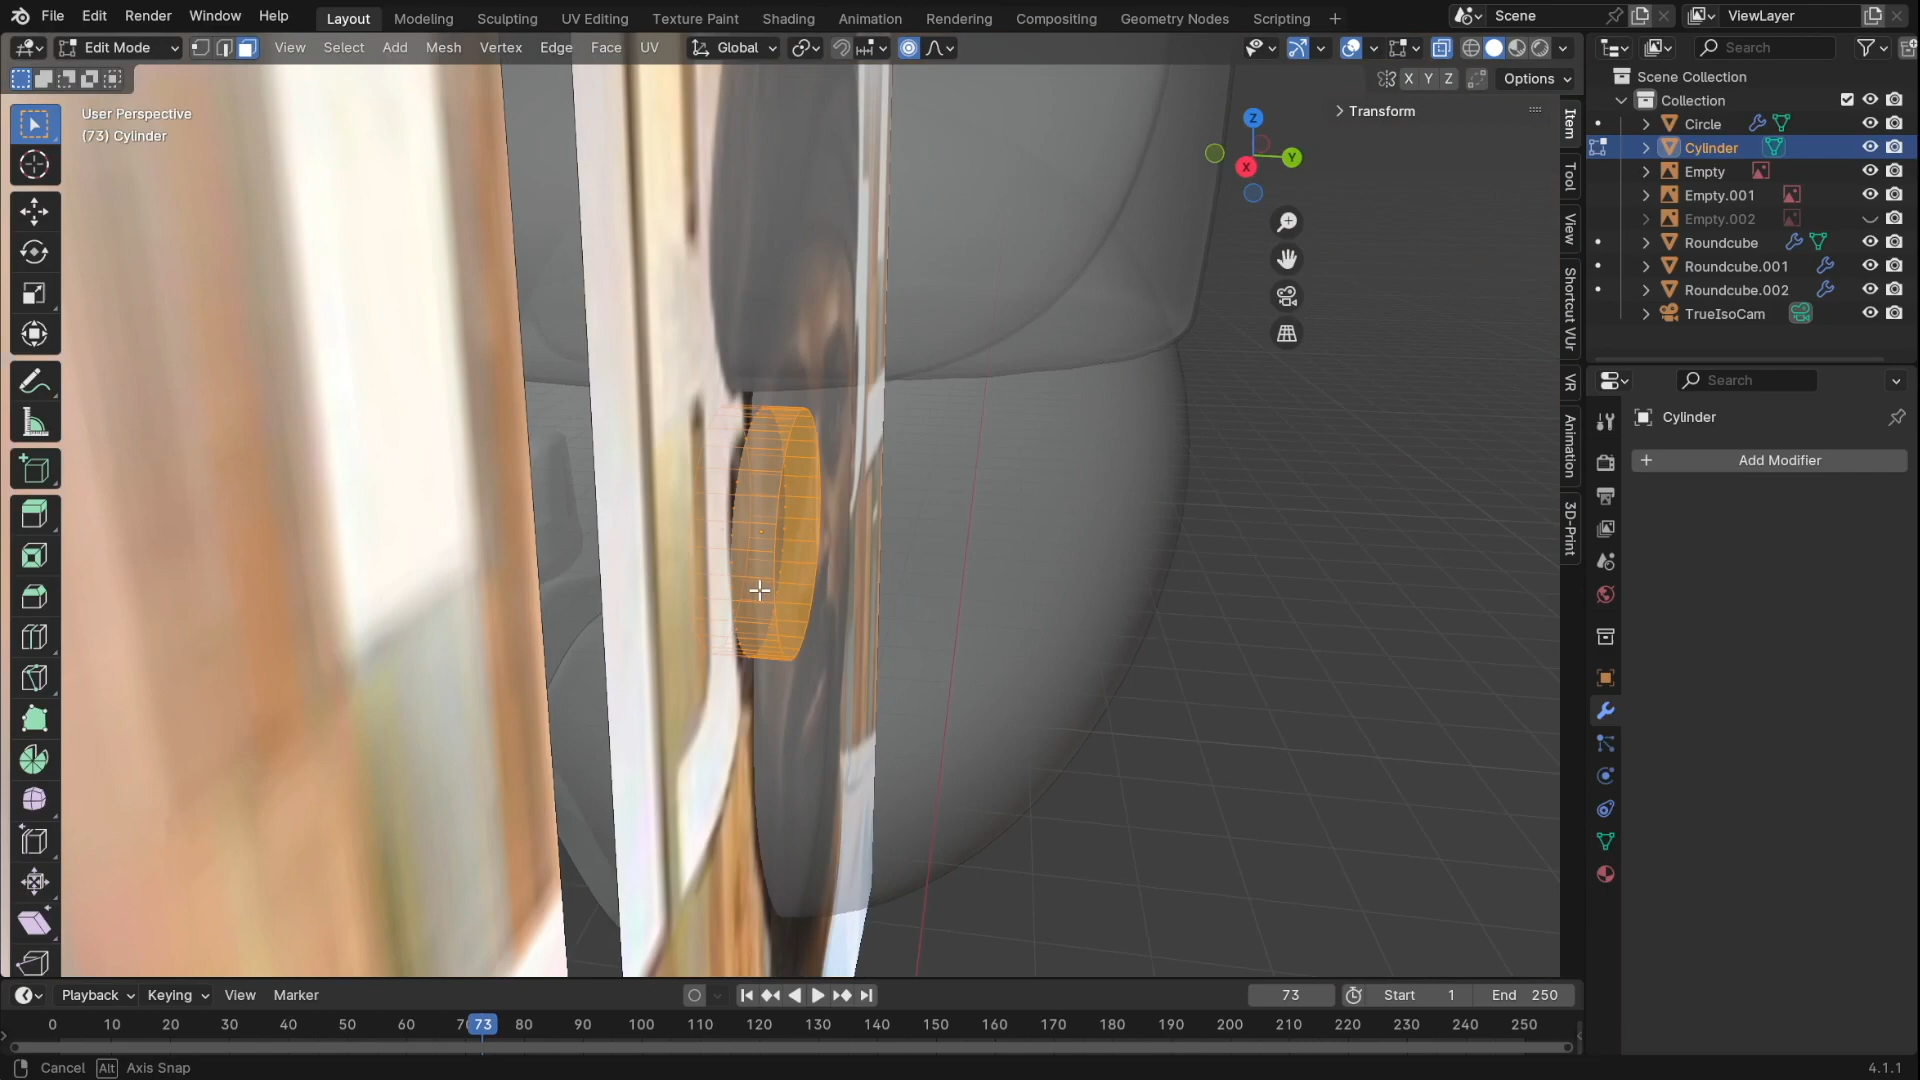 File Edit Render Window Help Layout Modeling Sculpting UV Editing Texture Paint Shading Animation Rendering Compositing Geometry Nodes Scripting + Scene ViewLayer
Edit Mode View Select Add Mesh Vertex Edge Face UV Global Search
X Y Z Options
User Perspective
(73) Cylinder
Transform
Z
Y
X
Item
Tool
View
Shortcut VUr
VR
Animation
3D-Print
Scene Collection
Collection
Circle
Cylinder
Empty
Empty.001
Empty.002
Roundcube
Roundcube.001
Roundcube.002
TrueIsoCam
Search
Cylinder
+ Add Modifier
Playback Keying View Marker 73 Start 1 End 250
0 10 20 30 40 50 60 7 73 80 90 100 110 120 130 140 150 160 170 180 190 200 210 220 230 240 250
Cancel Alt Axis Snap 4.1.1